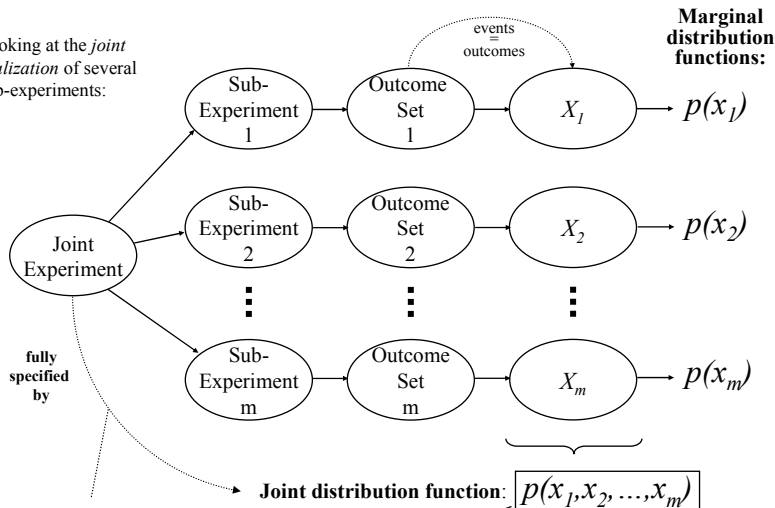 oking at the joint
alization of several
b-experiments:
events
=
outcomes
Marginal
distribution
functions:
Sub-
Experiment
1
Outcome
Set
1
X₁
p(x₁)
Joint
Experiment
Sub-
Experiment
2
Outcome
Set
2
X₂
p(x₂)
fully
specified
by
Sub-
Experiment
m
Outcome
Set
m
Xₘ
p(xₘ)
Joint distribution function: p(x₁,x₂,...,xₘ)